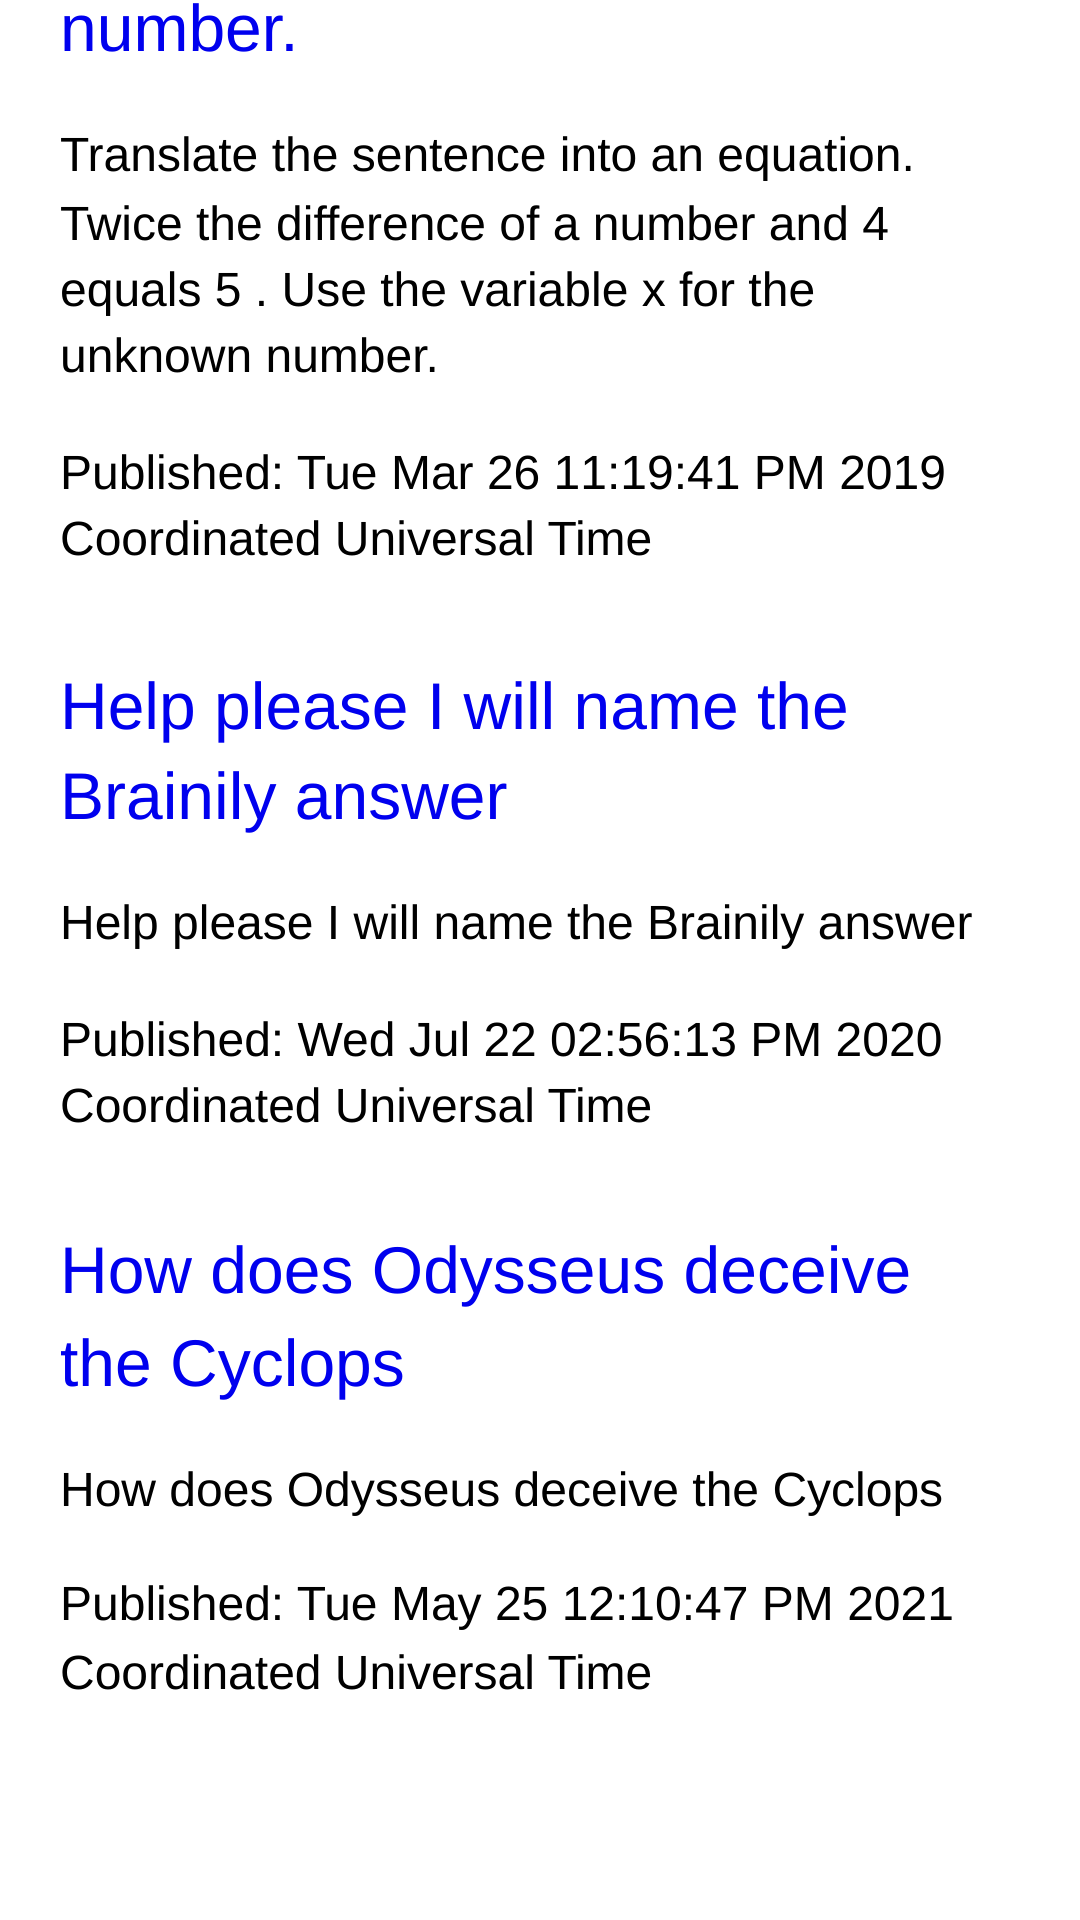 number.
Translate the sentence into an equation.
Twice the difference of a number and 4
equals 5 . Use the variable x for the
unknown number.
Published: Tue Mar 26 11:19:41 PM 2019
Coordinated Universal Time
Help please I will name the
Brainily answer
Help please I will name the Brainily answer
Published: Wed Jul 22 02:56:13 PM 2020
Coordinated Universal Time
How does Odysseus deceive
the Cyclops
How does Odysseus deceive the Cyclops
Published: Tue May 25 12:10:47 PM 2021
Coordinated Universal Time